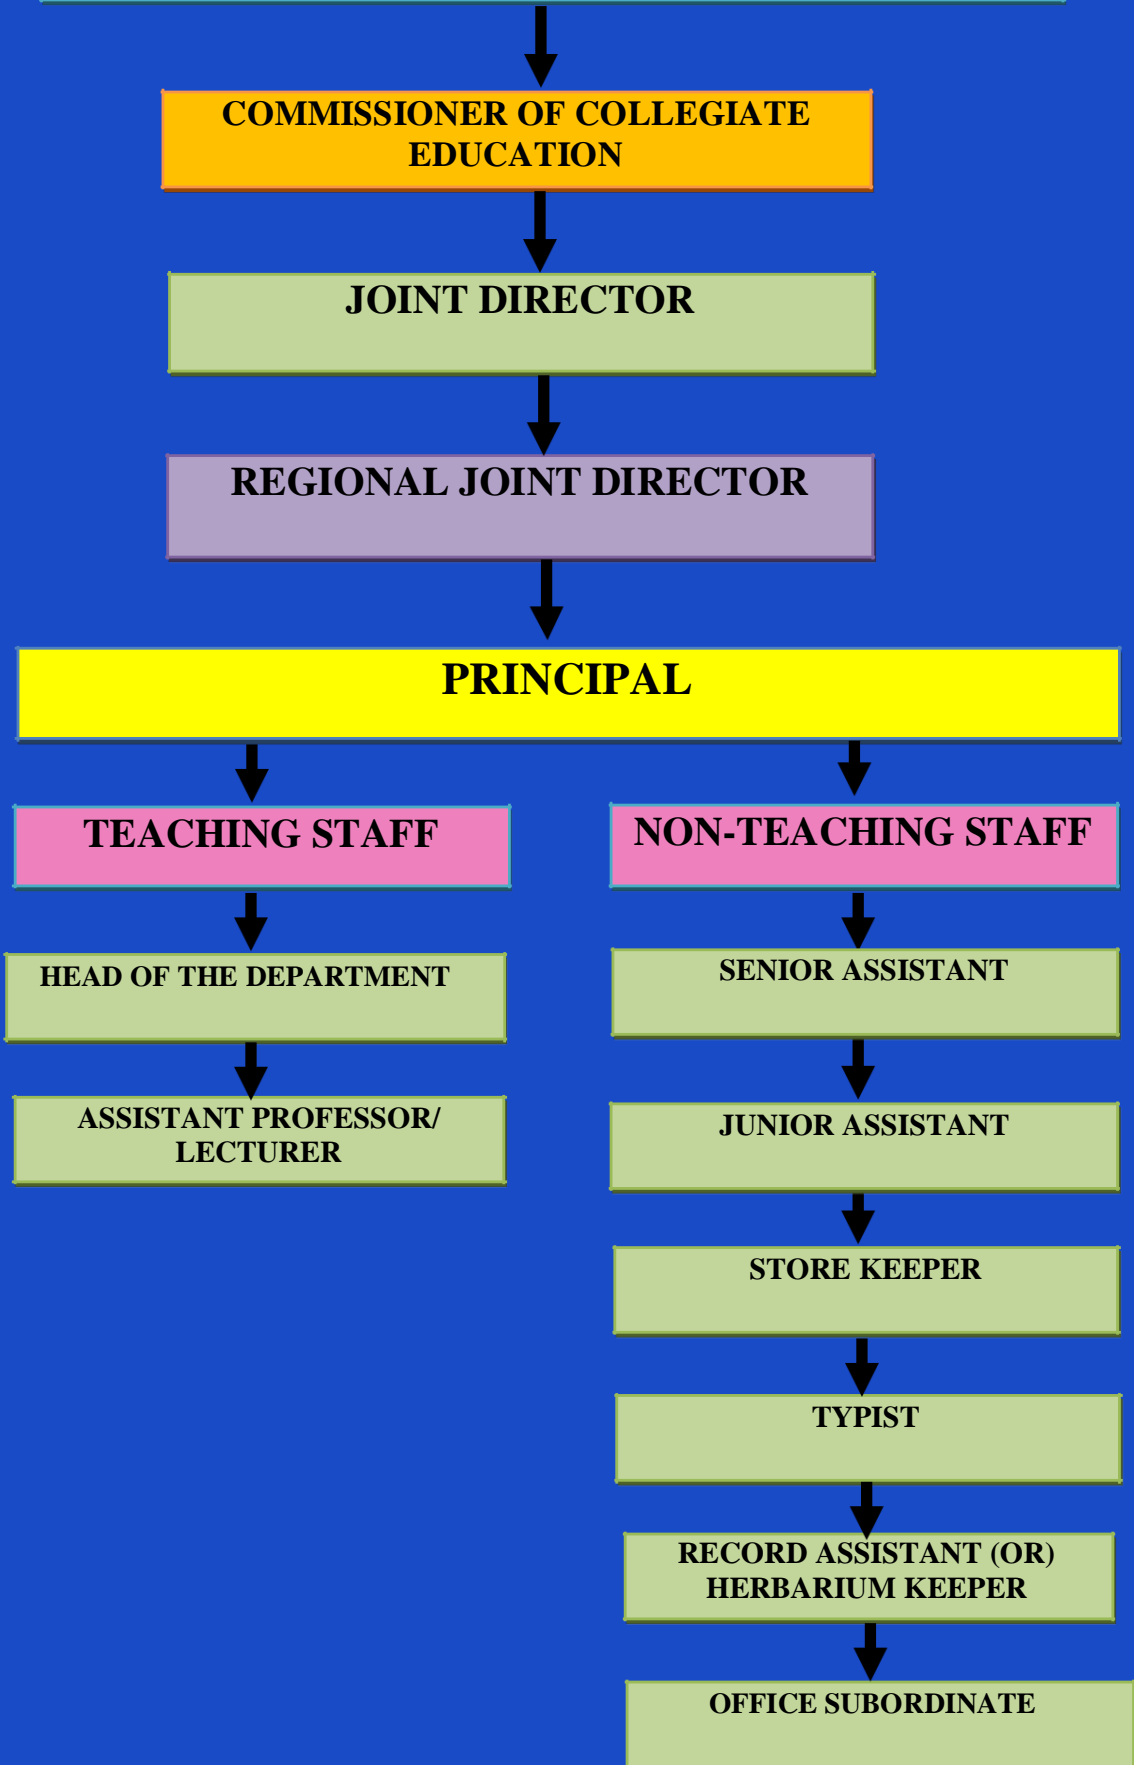 COMMISSIONER OF COLLEGIATE
EDUCATION
JOINT DIRECTOR
REGIONAL JOINT DIRECTOR
PRINCIPAL
TEACHING STAFF
NON-TEACHING STAFF
HEAD OF THE DEPARTMENT
SENIOR ASSISTANT
ASSISTANT PROFESSOR/
LECTURER
JUNIOR ASSISTANT
STORE KEEPER
TYPIST
RECORD ASSISTANT (OR)
HERBARIUM KEEPER
OFFICE SUBORDINATE